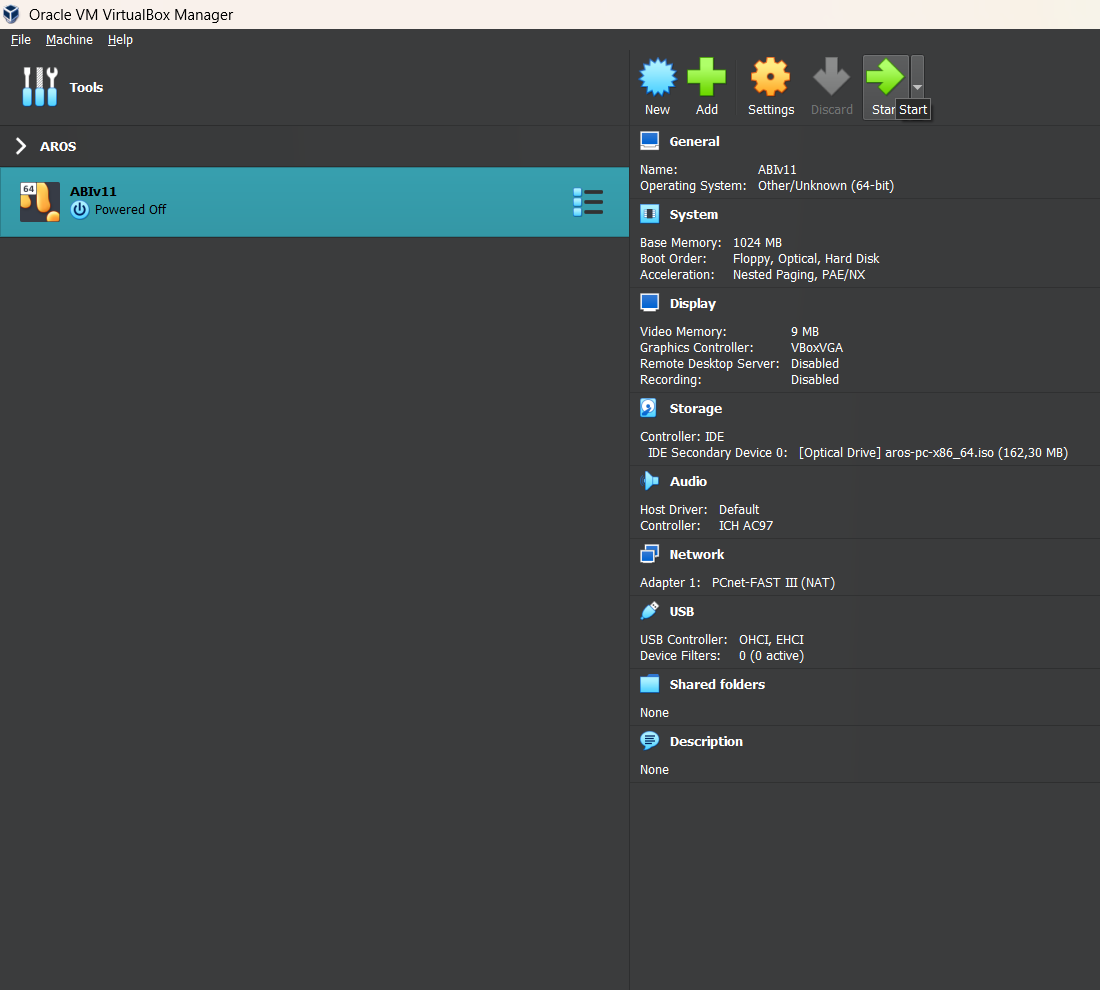 Oracle VM VirtualBox Manager
File Machine Help
Tools
AROS
64
ABIv11
Powered Off
New Add Settings Discard Start
Start
General
Name: ABIv11
Operating System: Other/Unknown (64-bit)
System
Base Memory: 1024 MB
Boot Order: Floppy, Optical, Hard Disk
Acceleration: Nested Paging, PAE/NX
Display
Video Memory: 9 MB
Graphics Controller: VBoxVGA
Remote Desktop Server: Disabled
Recording: Disabled
Storage
Controller: IDE
IDE Secondary Device 0: [Optical Drive] aros-pc-x86_64.iso (162,30 MB)
Audio
Host Driver: Default
Controller: ICH AC97
Network
Adapter 1: PCnet-FAST III (NAT)
USB
USB Controller: OHCI, EHCI
Device Filters: 0 (0 active)
Shared folders
None
Description
None